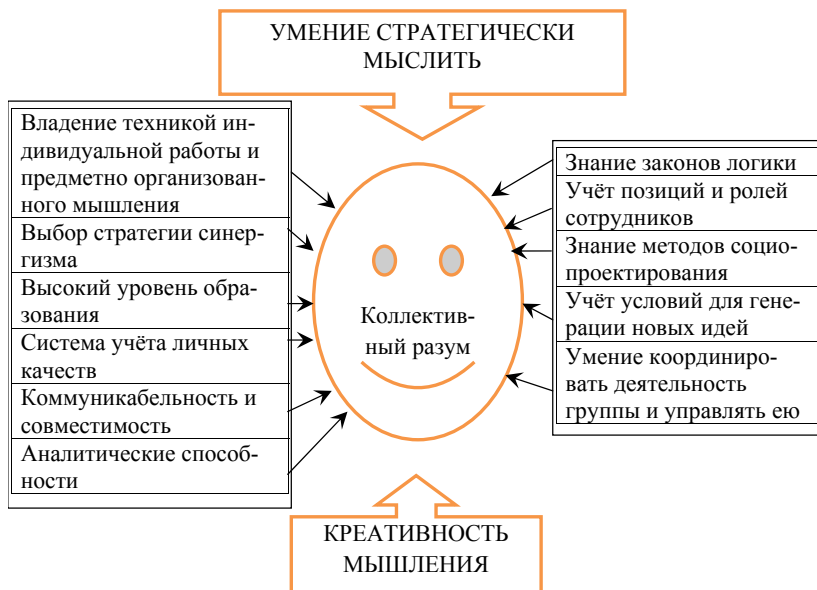 УМЕНИЕ СТРАТЕГИЧЕСКИ
МЫСЛИТЬ
Владение техникой ин-
дивидуальной работы и
предметно организован-
ного мышления
Выбор стратегии синер-
гизма
Высокий уровень обра-
зования
Система учёта личных
качеств
Коммуникабельность и
совместимость
Аналитические способ-
ности
Коллектив-
ный разум
Знание законов логики
Учёт позиций и ролей
сотрудников
Знание методов социо-
проектирования
Учёт условий для гене-
рации новых идей
Умение координиро-
вать деятельность
группы и управлять ею
КРЕАТИВНОСТЬ
МЫШЛЕНИЯ